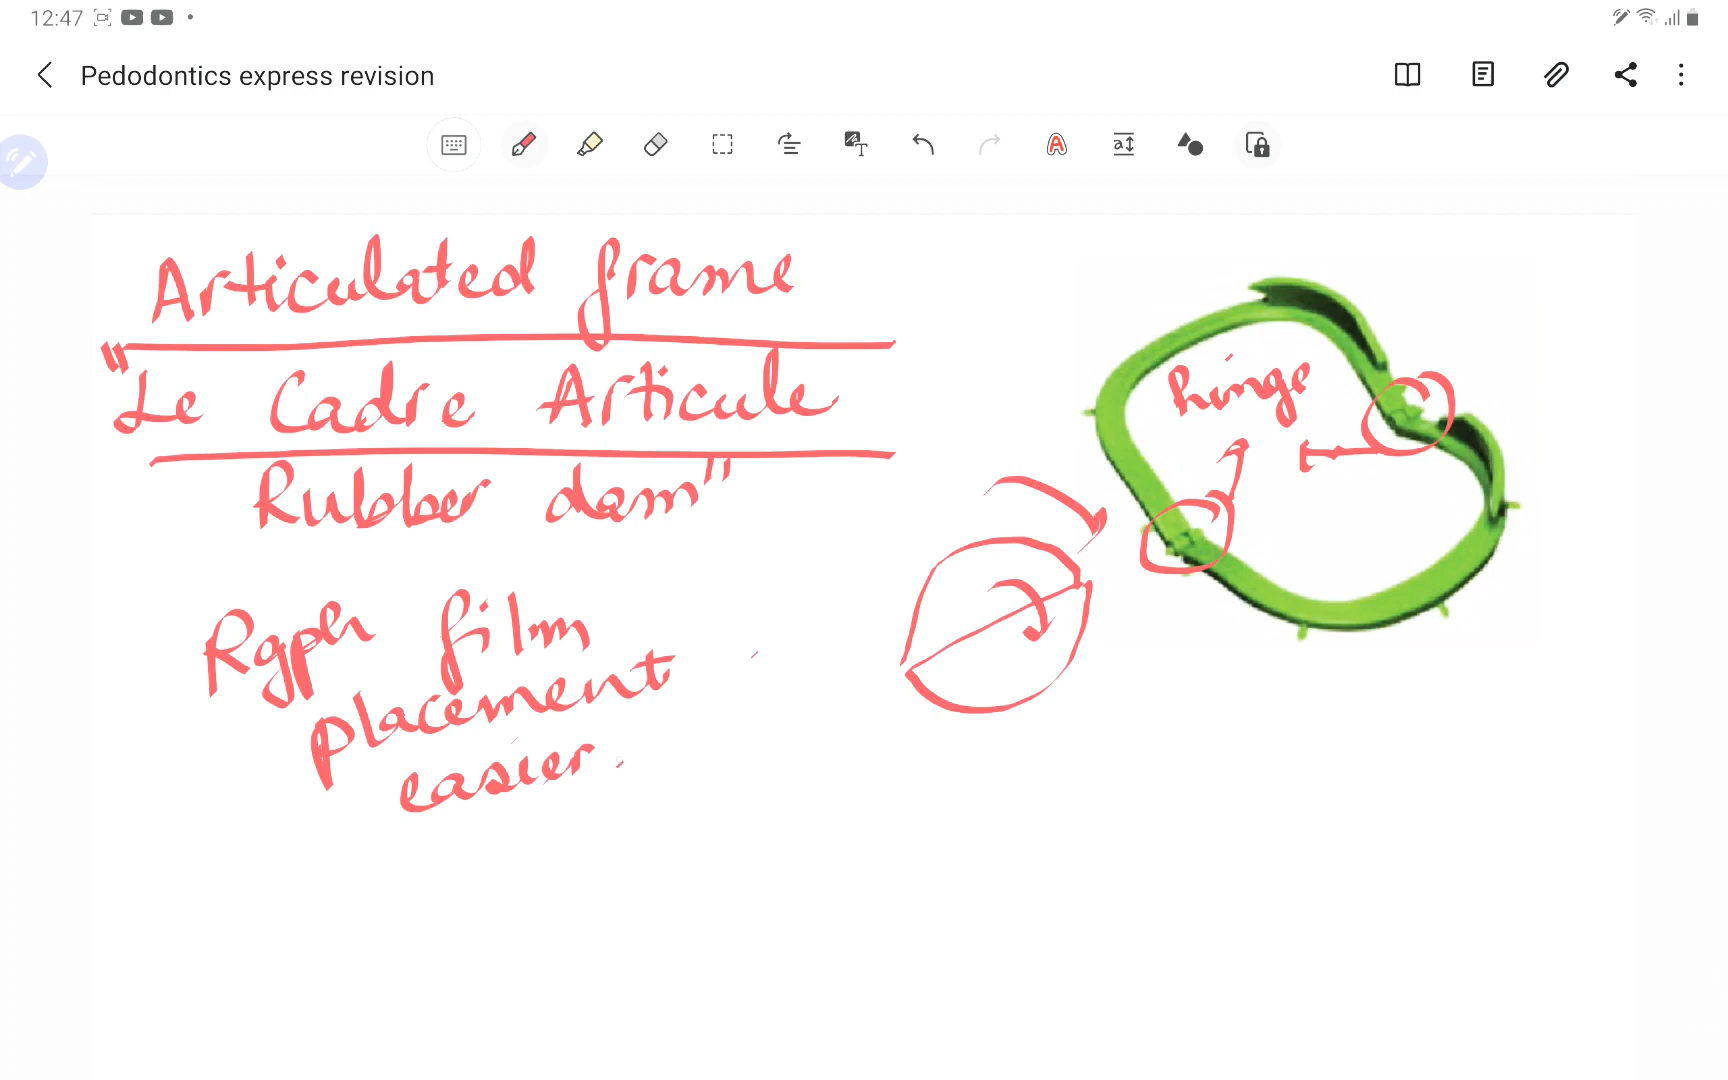 12:47
Pedodontics express revision
Articulated frame
"Le Cadre Articule
Rubber dam"
Hinge
Rgph film
placement
easier.